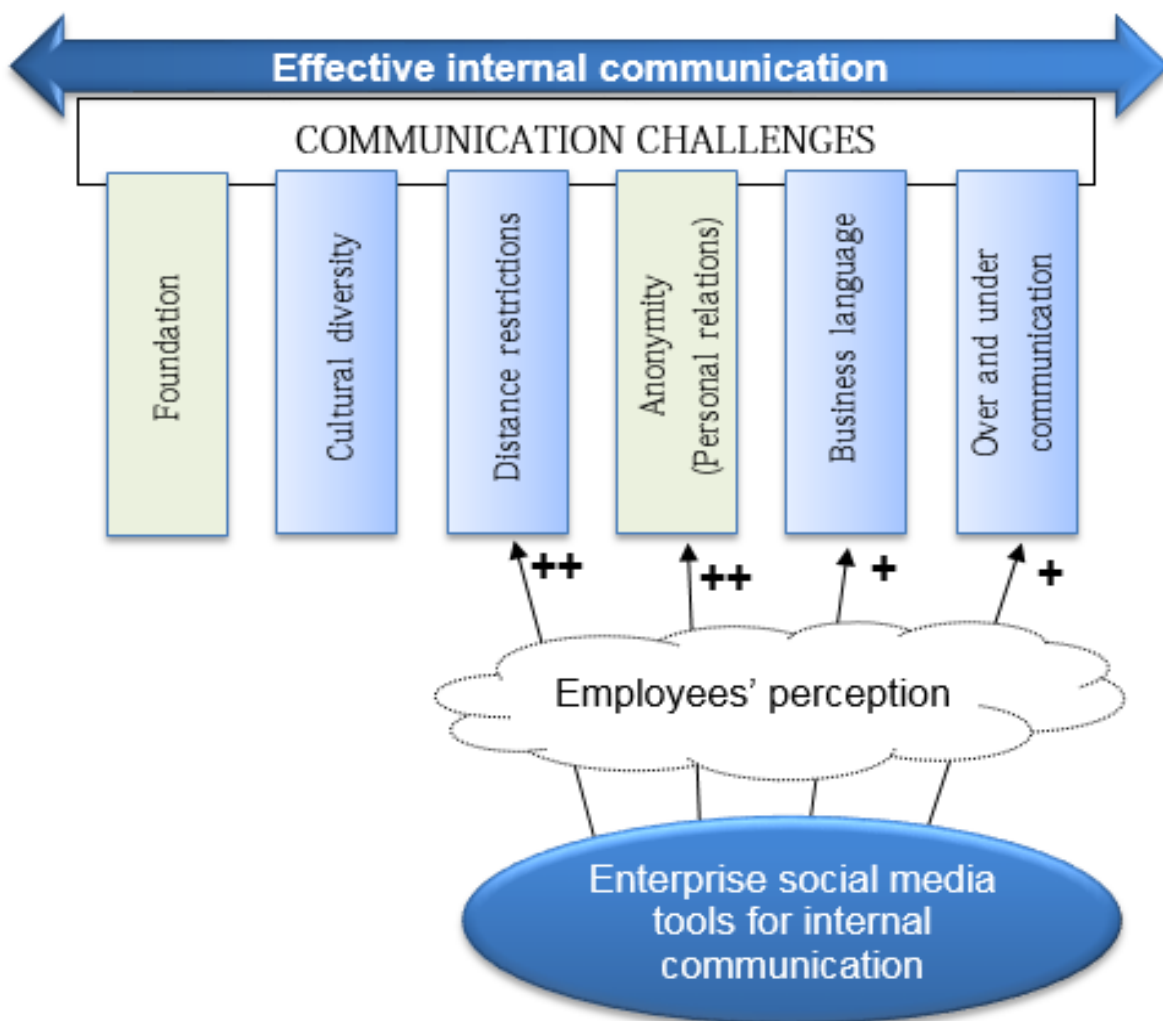 Effective internal communication
COMMUNICATION CHALLENGES
Foundation
Cultural diversity
Distance restrictions
Anonymity
(Personal relations)
Business language
Over and under
communication
++
++
+
+
Employees’ perception
Enterprise social media
tools for internal
communication